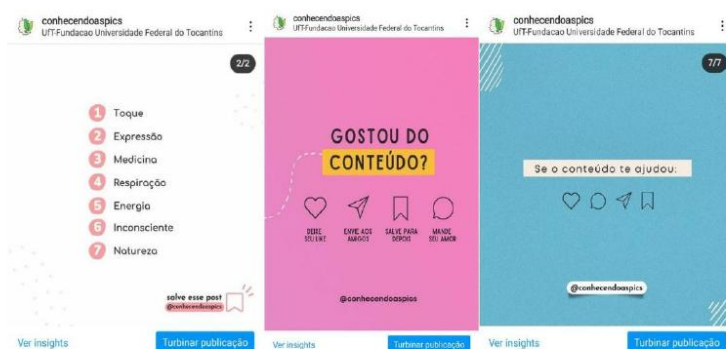 conhecendoaspics
UfT-Fundacao Universidade Federal do Tocantins
2/2
1 Toque
2 Expressão
3 Medicina
4 Respiração
5 Energia
6 Inconsciente
7 Natureza
salve esse post
@conhecendoaspics
Ver insights
Turbinar publicação
conhecendoaspics
UfT-Fundacao Universidade Federal do Tocantins
GOSTOU DO
CONTEÚDO?
DEIXE
SEU LIKE
ENVIE AOS
AMIGOS
SALVE PARA
DEPOIS
MANDE
SEU AMOR
@conhecendoaspics
Ver insights
Turbinar publicação
conhecendoaspics
UfT-Fundacao Universidade Federal do Tocantins
7/7
Se o conteúdo te ajudou:
@conhecendoaspics
Ver insights
Turbinar publicação